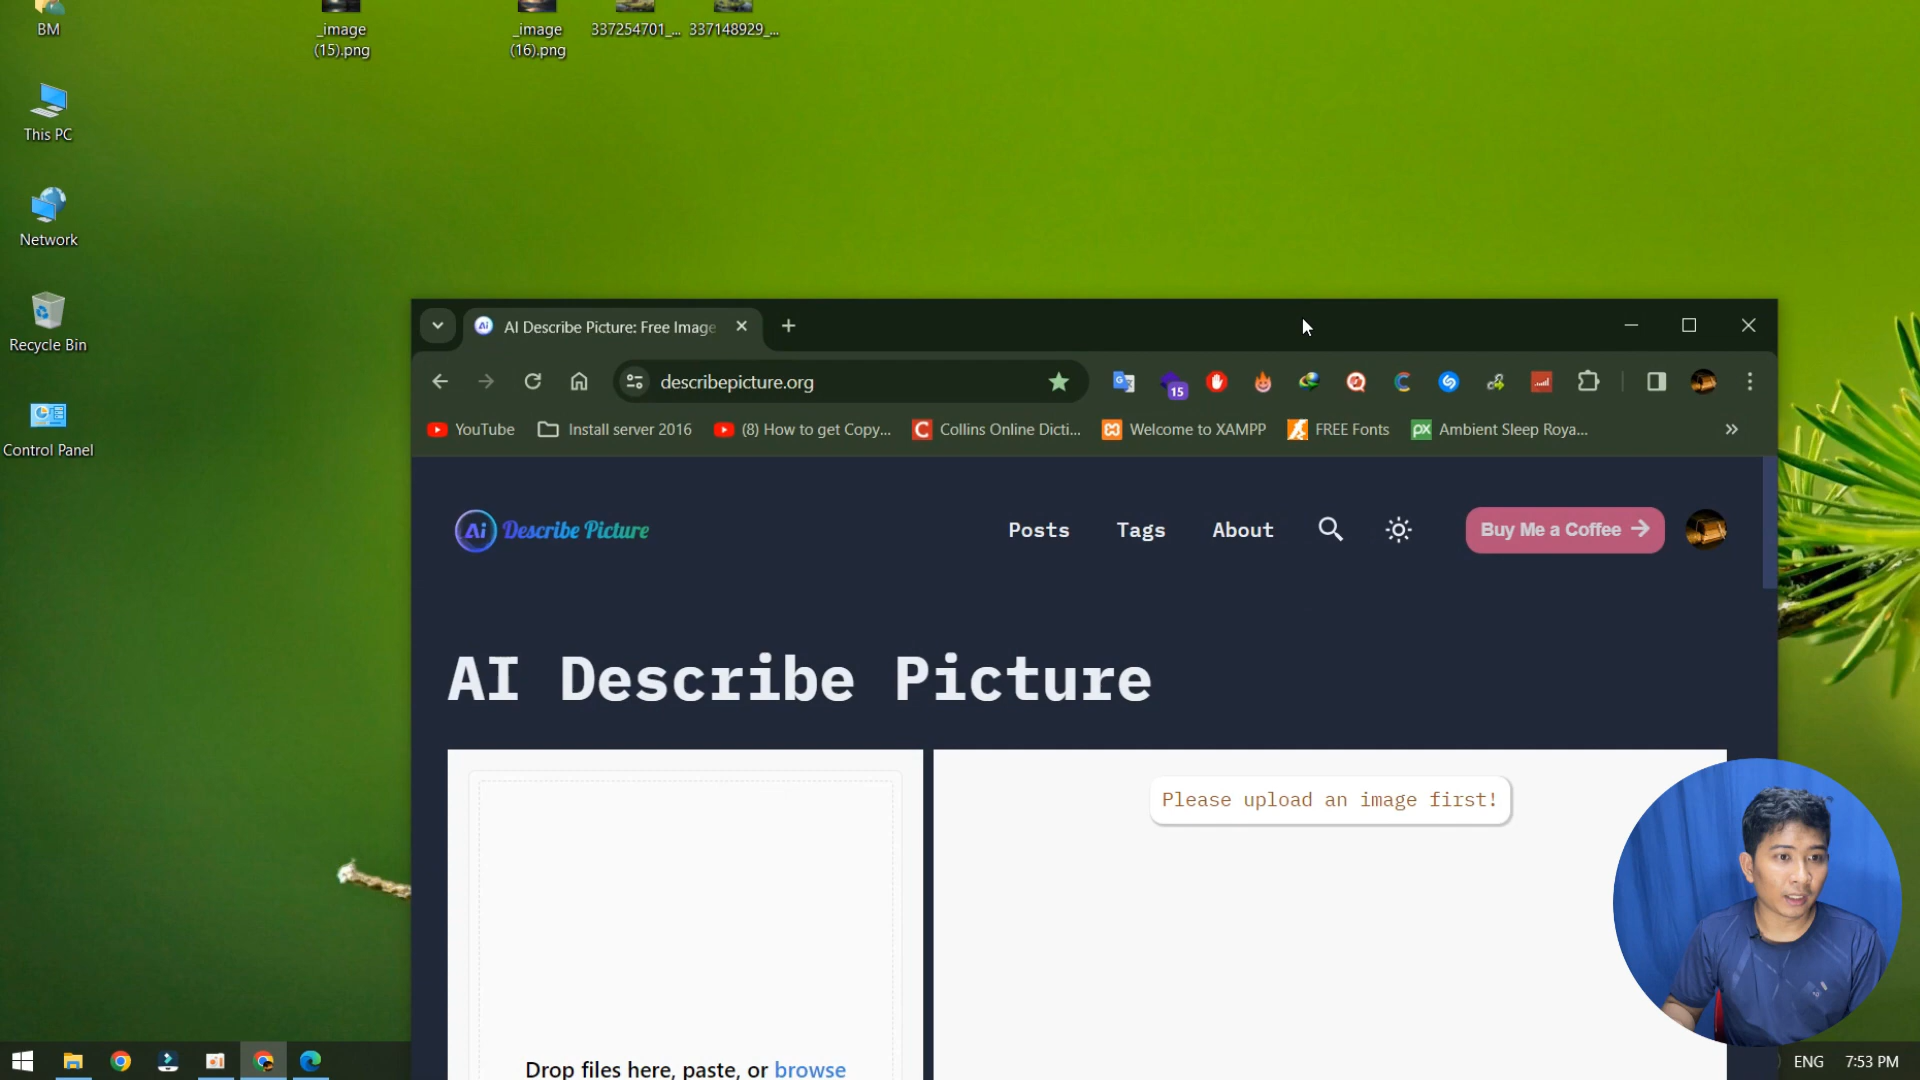 BM
_image
(15).png
_image
(16).png
337254701_...
337148929_...
This PC
Network
Recycle Bin
Control Panel
AI Describe Picture: Free Image
describepicture.org
15
YouTube
Install server 2016
(8) How to get Copy...
Collins Online Dicti...
Welcome to XAMPP
FREE Fonts
px
Ambient Sleep Roya...
Ai Describe Picture
Posts
Tags
About
Buy Me a Coffee
AI Describe Picture
Please upload an image first!
Drop files here, paste, or browse
ENG
7:53 PM